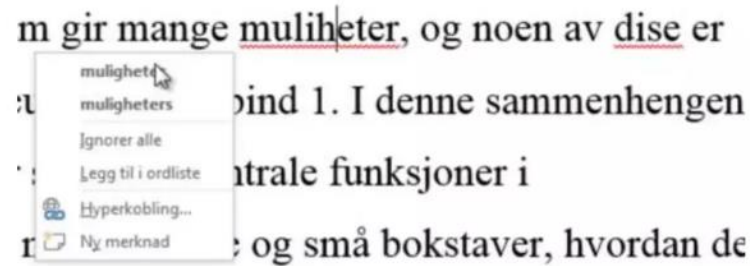 m gir mange muliheter, og noen av dise er
muligheter
muligheters
bind 1. I denne sammenhengen
Ignorer alle
Legg til i ordliste
funksjoner i
Hyperkobling...
Ny merknad
og små bokstaver, hvordan de